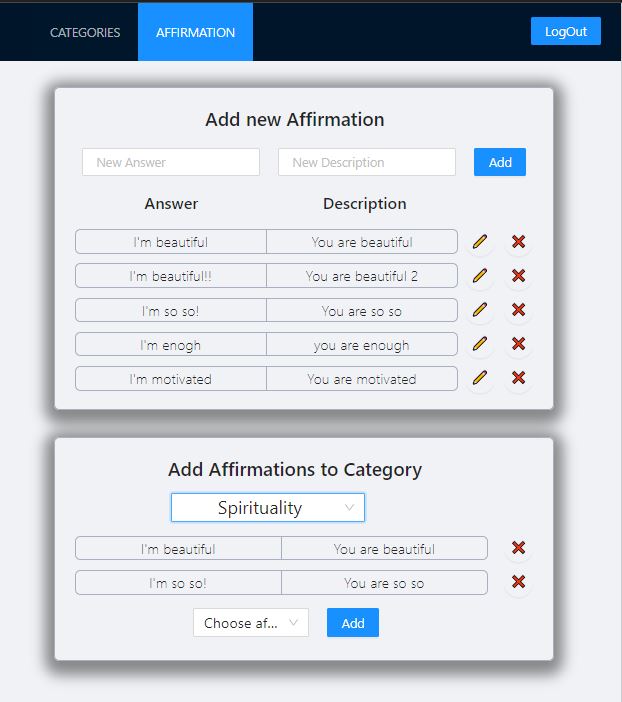 CATEGORIES AFFIRMATION LogOut
Add new Affirmation
New Answer New Description Add
Answer Description
I'm beautiful You are beautiful
I'm beautiful!! You are beautiful 2
I'm so so! You are so so
I'm enogh you are enough
I'm motivated You are motivated
Add Affirmations to Category
Spirituality
I'm beautiful You are beautiful
I'm so so! You are so so
Choose af... Add